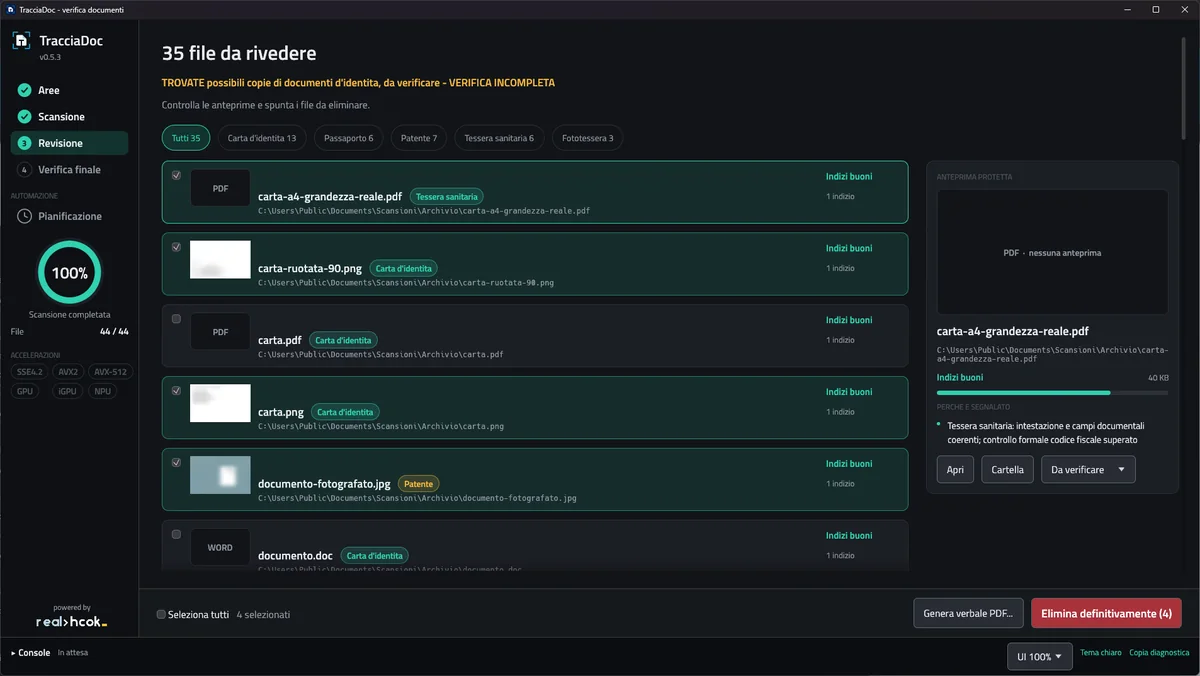 TracciaDoc - verifica documenti
TracciaDoc
v0.5.3
Aree
Scansione
3 Revisione
4 Verifica finale
AUTOMAZIONE
Pianificazione
100%
Scansione completata
File 44 / 44
ACCELERAZIONI
SSE4.2 AVX2 AVX-512
GPU iGPU NPU
powered by
real>hcok_
35 file da rivedere
TROVATE possibili copie di documenti d'identita, da verificare - VERIFICA INCOMPLETA
Controlla le anteprime e spunta i file da eliminare.
Tutti 35 Carta d'identita 13 Passaporto 6 Patente 7 Tessera sanitaria 6 Fototessera 3
PDF
carta-a4-grandezza-reale.pdf Tessera sanitaria
C:\Users\Public\Documents\Scansioni\Archivio\carta-a4-grandezza-reale.pdf
Indizi buoni
1 indizio
carta-ruotata-90.png Carta d'identita
C:\Users\Public\Documents\Scansioni\Archivio\carta-ruotata-90.png
Indizi buoni
1 indizio
PDF
carta.pdf Carta d'identita
C:\Users\Public\Documents\Scansioni\Archivio\carta.pdf
Indizi buoni
1 indizio
carta.png Carta d'identita
C:\Users\Public\Documents\Scansioni\Archivio\carta.png
Indizi buoni
1 indizio
documento-fotografato.jpg Patente
C:\Users\Public\Documents\Scansioni\Archivio\documento-fotografato.jpg
Indizi buoni
1 indizio
WORD
documento.doc Carta d'identita
C:\Users\Public\Documents\Scansioni\Archivio\documento.doc
Indizi buoni
1 indizio
ANTEPRIMA PROTETTA
PDF · nessuna anteprima
carta-a4-grandezza-reale.pdf
C:\Users\Public\Documents\Scansioni\Archivio\carta-
a4-grandezza-reale.pdf
Indizi buoni 40 KB
PERCHE E SEGNALATO
Tessera sanitaria: intestazione e campi documentali
coerenti; controllo formale codice fiscale superato
Apri Cartella Da verificare
Seleziona tutti 4 selezionati
Genera verbale PDF... Elimina definitivamente (4)
Console In attesa
UI 100% Tema chiaro Copia diagnostica